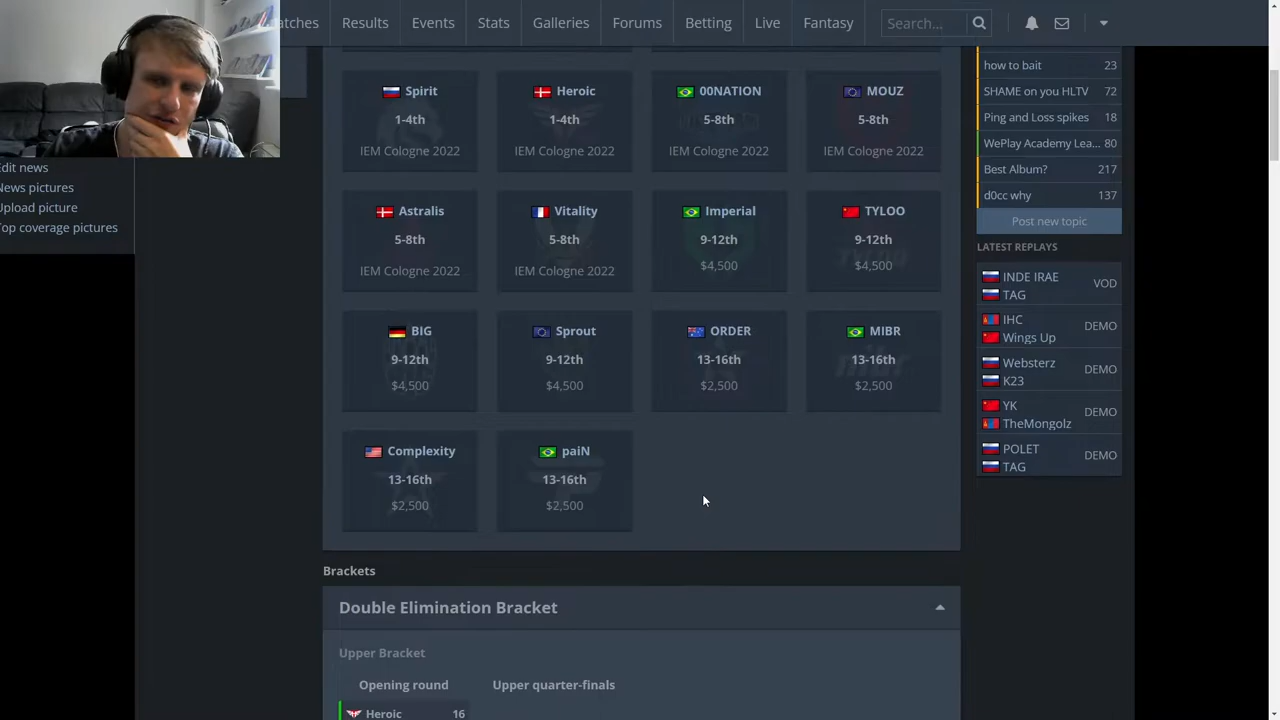 atches Results Events Stats Galleries Forums Betting Live Fantasy Search...
Edit news
News pictures
Upload picture
Top coverage pictures
Spirit Heroic 00NATION MOUZ
1-4th 1-4th 5-8th 5-8th
IEM Cologne 2022 IEM Cologne 2022 IEM Cologne 2022 IEM Cologne 2022
Astralis Vitality Imperial TYLOO
5-8th 5-8th 9-12th 9-12th
IEM Cologne 2022 IEM Cologne 2022 $4,500 $4,500
BIG Sprout ORDER MIBR
9-12th 9-12th 13-16th 13-16th
$4,500 $4,500 $2,500 $2,500
Complexity paiN
13-16th 13-16th
$2,500 $2,500
Brackets
Double Elimination Bracket
Upper Bracket
Opening round Upper quarter-finals
Heroic 16
how to bait 23
SHAME on you HLTV 72
Ping and Loss spikes 18
WePlay Academy Lea... 80
Best Album? 217
d0cc why 137
Post new topic
LATEST REPLAYS
INDE IRAE
TAG VOD
IHC
Wings Up DEMO
Websterz
K23 DEMO
YK
TheMongolz DEMO
POLET
TAG DEMO